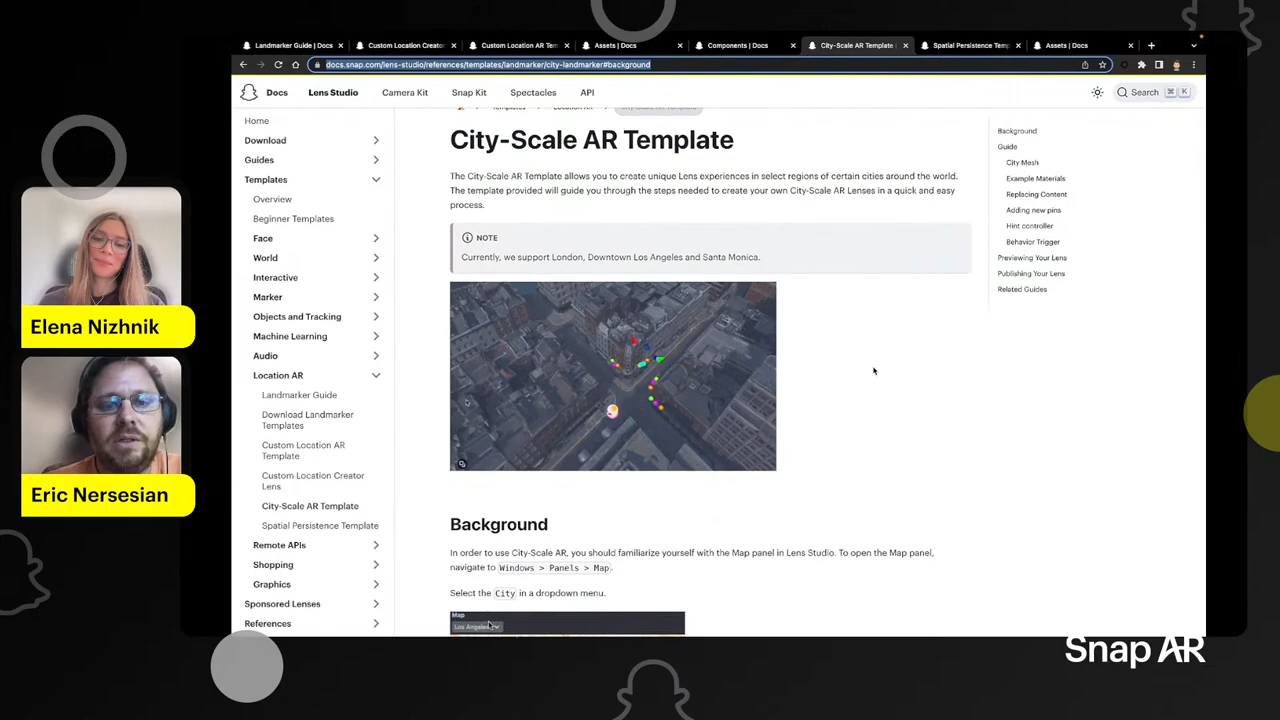 Landmarker Guide | Docs
Custom Location Creator
Custom Location AR Tem
Assets | Docs
Components | Docs
City-Scale AR Template |
Spatial Persistence Temp
Assets | Docs
docs.snap.com/lens-studio/references/templates/landmarker/city-landmarker#background
Docs
Lens Studio
Camera Kit
Snap Kit
Spectacles
API
Search
⌘ K
Home
Download
Guides
Templates
Overview
Beginner Templates
Face
World
Interactive
Marker
Objects and Tracking
Machine Learning
Audio
Location AR
Landmarker Guide
Download Landmarker
Templates
Custom Location AR
Template
Custom Location Creator
Lens
City-Scale AR Template
Spatial Persistence Template
Remote APIs
Shopping
Graphics
Sponsored Lenses
References
City-Scale AR Template
The City-Scale AR Template allows you to create unique Lens experiences in select regions of certain cities around the world.
The template provided will guide you through the steps needed to create your own City-Scale AR Lenses in a quick and easy
process.
NOTE
Currently, we support London, Downtown Los Angeles and Santa Monica.
Background
In order to use City-Scale AR, you should familiarize yourself with the Map panel in Lens Studio. To open the Map panel,
navigate to Windows > Panels > Map.
Select the City in a dropdown menu.
Map
Los Angeles
Background
Guide
City Mesh
Example Materials
Replacing Content
Adding new pins
Hint controller
Behavior Trigger
Previewing Your Lens
Publishing Your Lens
Related Guides
Elena Nizhnik
Eric Nersesian
Snap AR